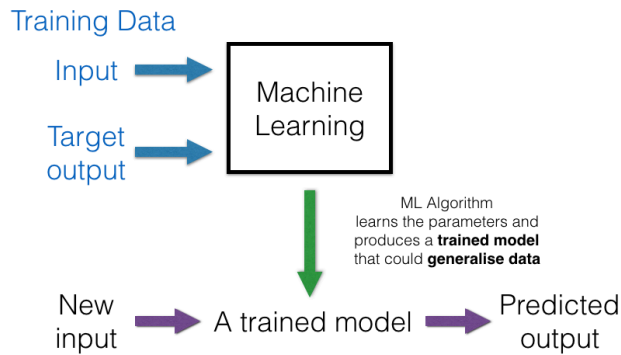 Training Data
Input
Target
output
Machine
Learning
ML Algorithm
learns the parameters and
produces a trained model
that could generalise data
New
input
A trained model
Predicted
output